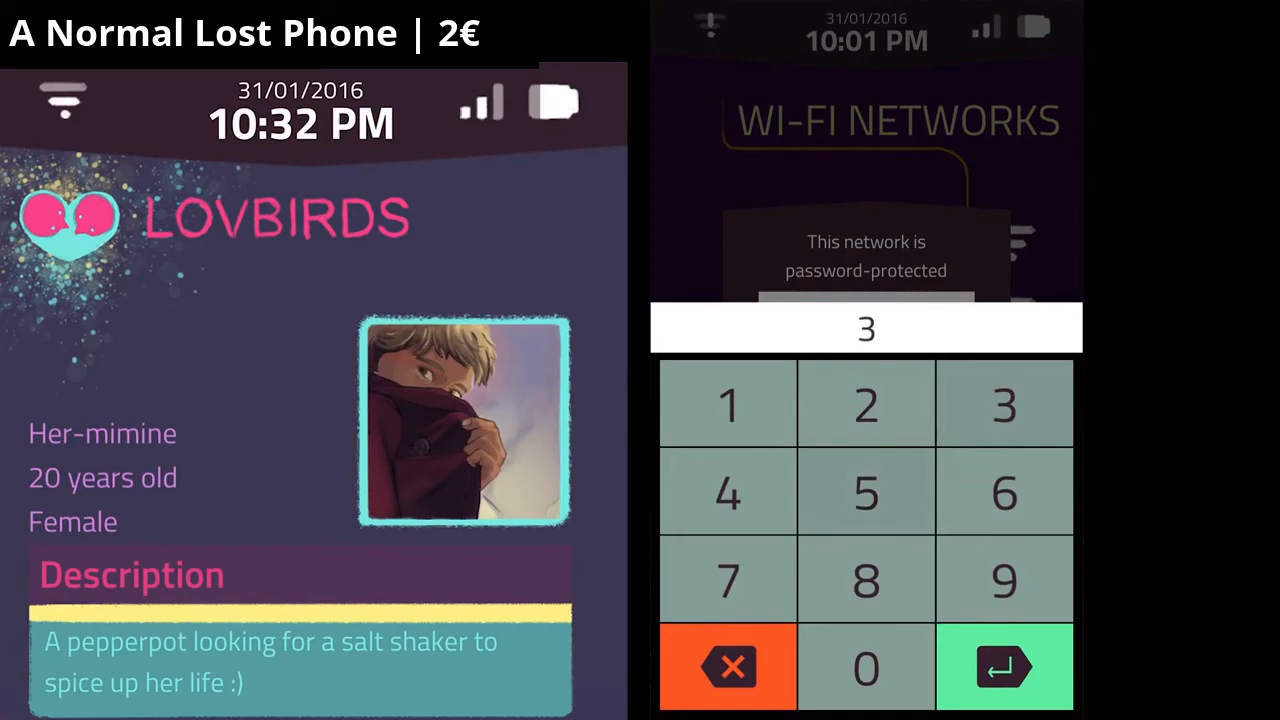 A Normal Lost Phone | 2€
31/01/2016
10:32 PM
LOVBIRDS
Her-mimine
20 years old
Female
Description
A pepperpot looking for a salt shaker to
spice up her life :)
31/01/2016
10:01 PM
WI-FI NETWORKS
This network is
password-protected
3
1 2 3
4 5 6
7 8 9
0